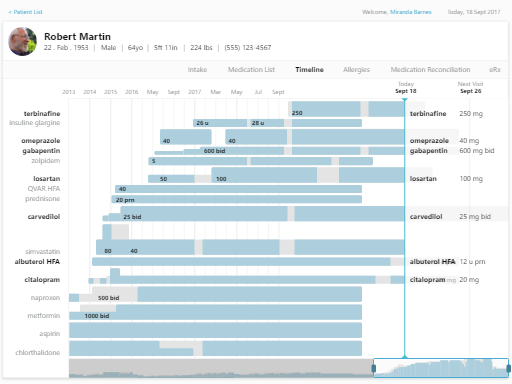 < Patient List
Welcome, Miranda Barnes
Today, 18 Sept 2017
Robert Martin
22 . Feb . 1953 | Male | 64yo | 5ft 11in | 224 lbs | (555) 123-4567
Intake Medication List Timeline Allergies Medication Reconciliation eRx
Today Next Visit
2013 2014 2015 2016 May Sept 2017 Mar May Jul Sept 18 Sept 26
terbinafine 250 terbinafine 250 mg
insuline glargine 26 u 28 u
omeprazole 40 40 omeprazole 40 mg
gabapentin 600 bid gabapentin 600 mg bid
zolpidem 5
losartan 50 100 losartan 100 mg
QVAR HFA 40
prednisone 20 prn
carvedilol 25 bid carvedilol 25 mg bid
simvastatin 80 40
albuterol HFA albuterol HFA 12 u prn
citalopram citalopram 20 mg
naproxen 500 bid
metformin 1000 bid
aspirin
chlorthalidone